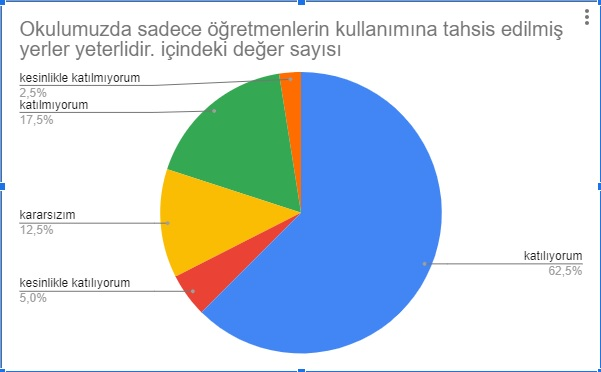 Okulumuzda sadece öğretmenlerin kullanımına tahsis edilmiş
yerler yeterlidir. içindeki değer sayısı
kesinlikle katılmıyorum
2,5%
katılmıyorum
17,5%
kararsızım
12,5%
kesinlikle katılıyorum
5,0%
katılıyorum
62,5%